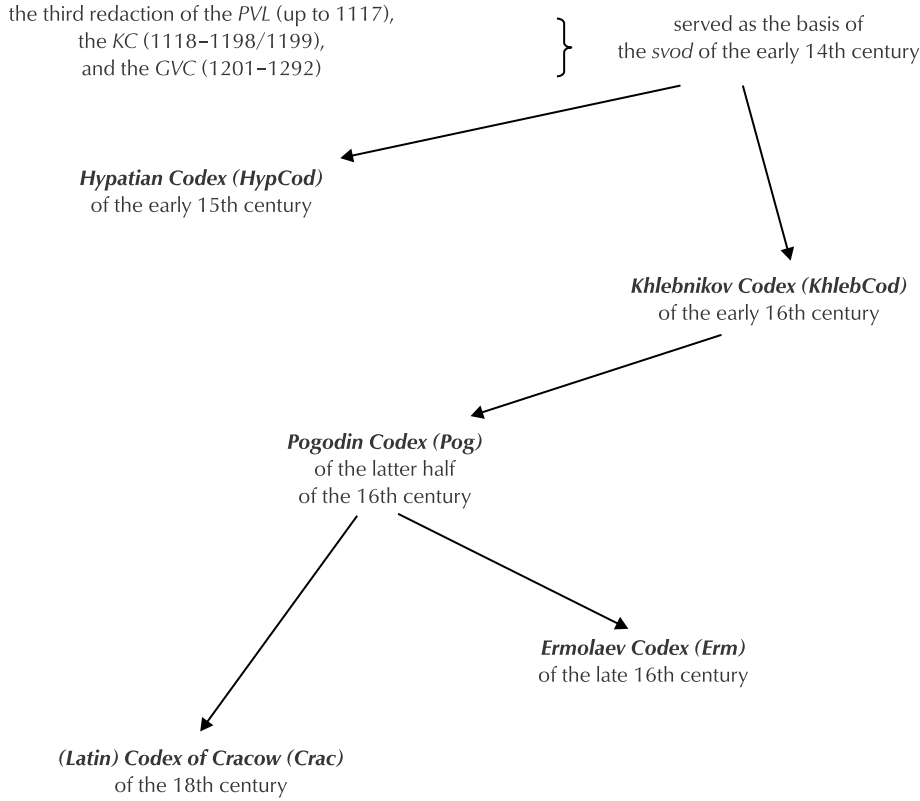 the third redaction of the PVL (up to 1117),
the KC (1118–1198/1199),
and the GVC (1201–1292)
served as the basis of
the svod of the early 14th century
Hypatian Codex (HypCod)
of the early 15th century
Khlebnikov Codex (KhlebCod)
of the early 16th century
Pogodin Codex (Pog)
of the latter half
of the 16th century
Ermolaev Codex (Erm)
of the late 16th century
(Latin) Codex of Cracow (Crac)
of the 18th century